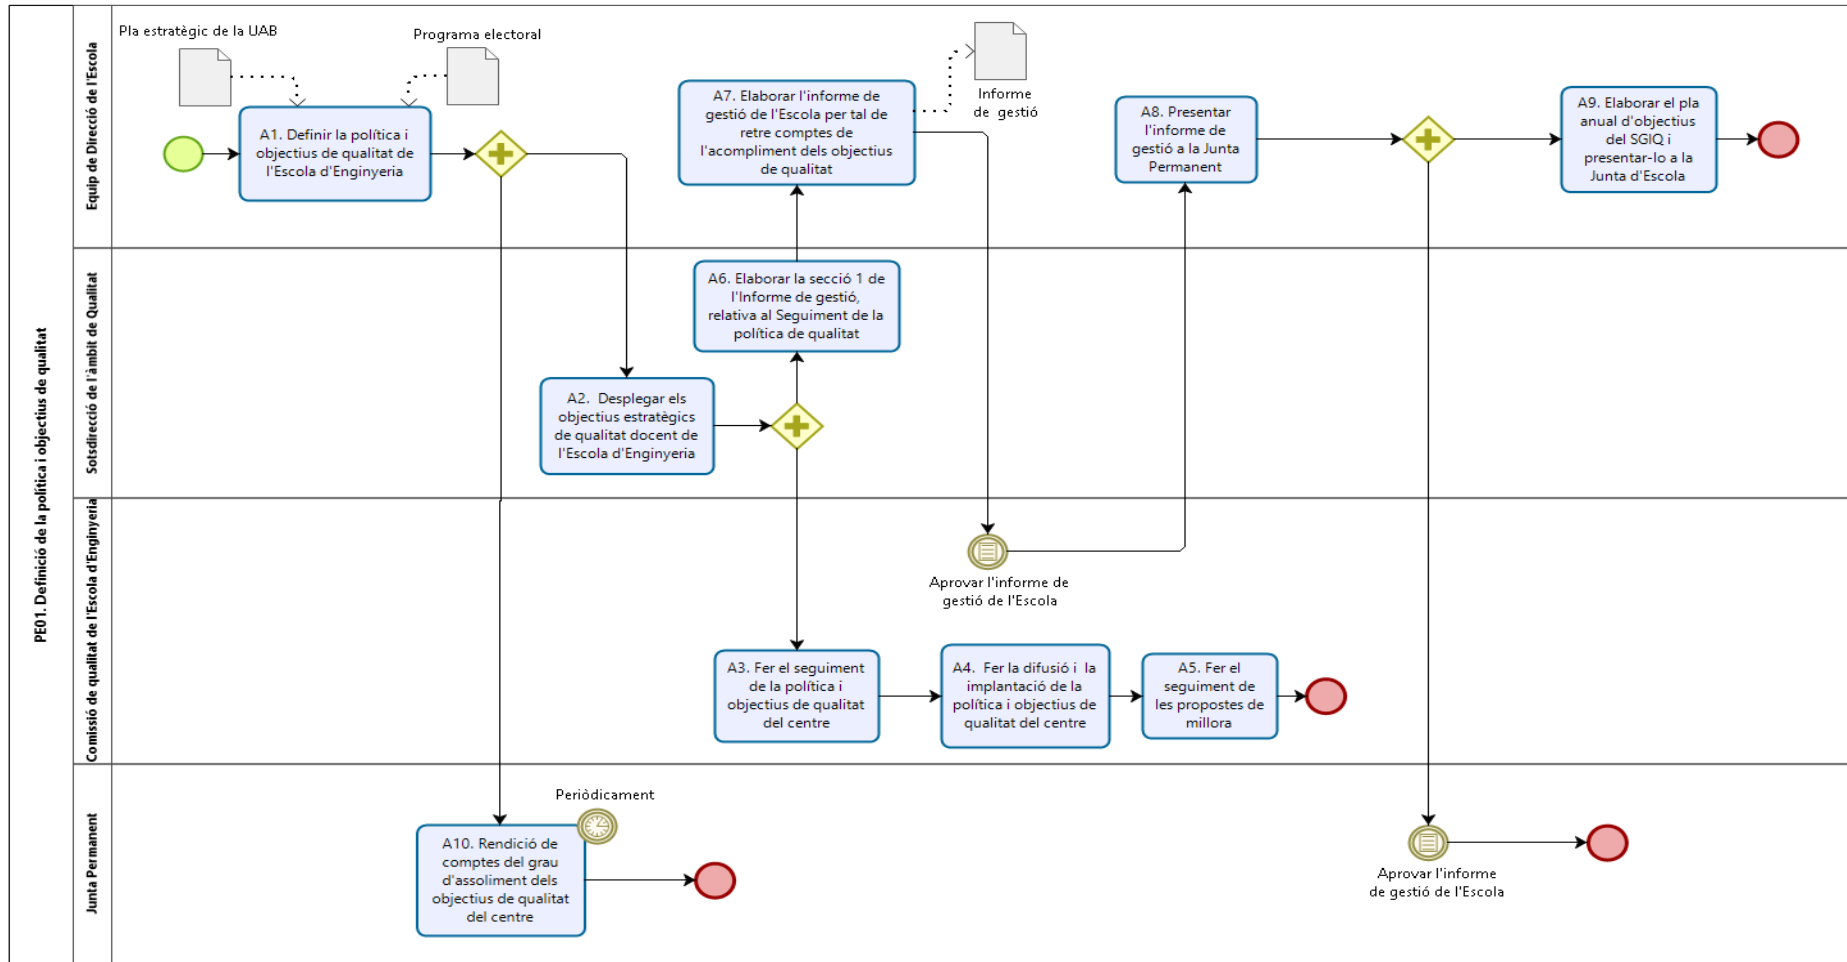 PE01. Definició de la política i objectius de qualitat
Equip de Direcció de l'Escola
Pla estratègic de la UAB
Programa electoral
A1. Definir la política i
objectius de qualitat de
l'Escola d'Enginyeria
A7. Elaborar l'informe de
gestió de l'Escola per tal de
retre comptes de
l'acompliment dels objectius
de qualitat
Informe
de gestió
A8. Presentar
l'informe de
gestió a la Junta
Permanent
A9. Elaborar el pla
anual d'objectius
del SGIQ i
presentar-lo a la
Junta d'Escola
Sotsdirecció de l'àmbit de Qualitat
A6. Elaborar la secció 1 de
l'Informe de gestió,
relativa al Seguiment de la
política de qualitat
A2. Desplegar els
objectius estratègics
de qualitat docent de
l'Escola d'Enginyeria
Comissió de qualitat de l'Escola d'Enginyeria
Aprovar l'informe de
gestió de l'Escola
A3. Fer el seguiment
de la política i
objectius de qualitat
del centre
A4. Fer la difusió i la
implantació de la
política i objectius de
qualitat del centre
A5. Fer el
seguiment de
les propostes de
millora
Junta Permanent
Periòdicament
A10. Rendició de
comptes del grau
d'assoliment dels
objectius de qualitat
del centre
Aprovar l'informe
de gestió de l'Escola